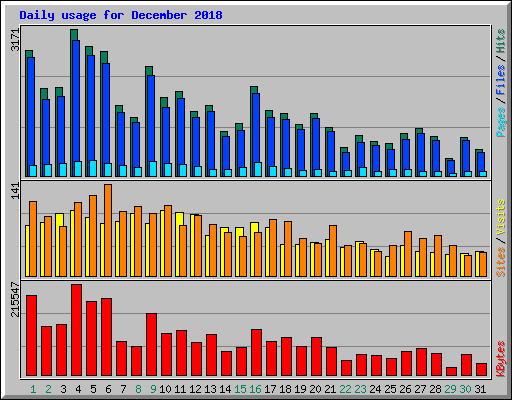 Daily usage for December 2018
3171
Pages / Files / Hits
141
Sites / Visits
215547
KBytes
1 2 3 4 5 6 7 8 9 10 11 12 13 14 15 16 17 18 19 20 21 22 23 24 25 26 27 28 29 30 31